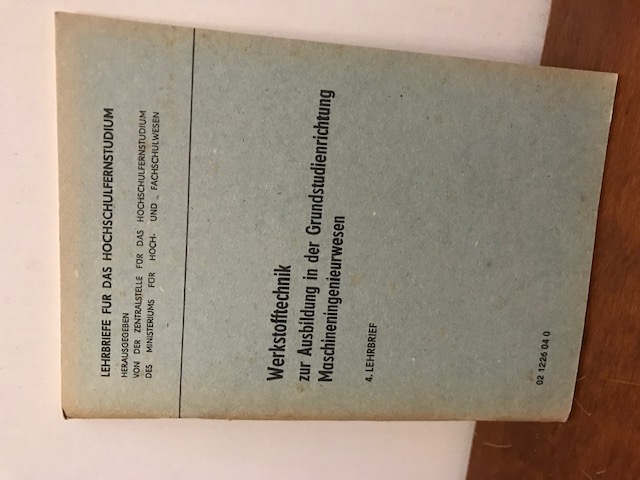 LEHRBRIEFE FÜR DAS HOCHSCHULFERNSTUDIUM
HERAUSGEGEBEN
VON DER ZENTRALSTELLE FÜR DAS HOCHSCHULFERNSTUDIUM
DES MINISTERIUMS FÜR HOCH- UND FACHSCHULWESEN
Werkstofftechnik
zur Ausbildung in der Grundstudienrichtung
Maschineningenieurwesen
4. LEHRBRIEF
02 1226 04 0